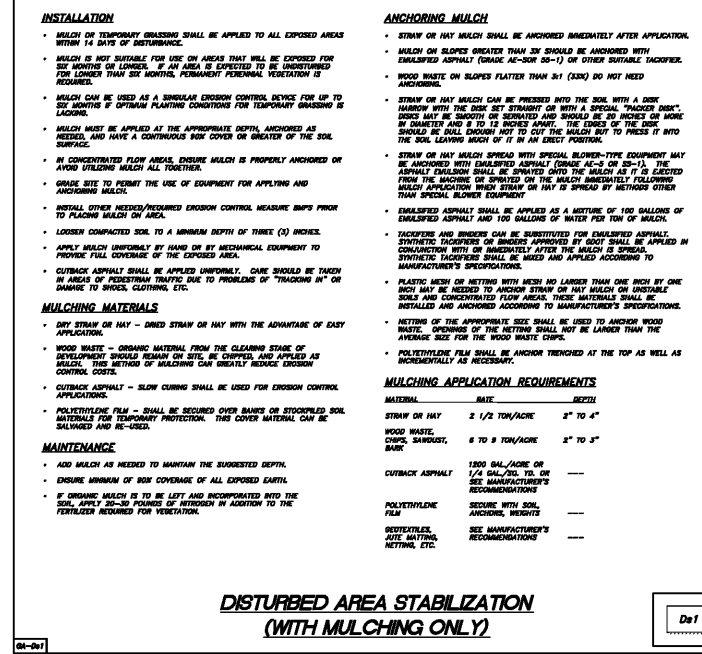 INSTALLATION
• MULCH OR TEMPORARY GRASSING SHALL BE APPLIED TO ALL EXPOSED AREAS
WITHIN 14 DAYS OF DISTURBANCE.
• MULCH IS NOT SUITABLE FOR USE ON AREAS THAT WILL BE EXPOSED FOR
SIX MONTHS OR LONGER. IF AN AREA IS EXPECTED TO BE UNDISTURBED
FOR LONGER THAN SIX MONTHS, PERMANENT PERENNIAL VEGETATION IS
REQUIRED.
• MULCH CAN BE USED AS A SINGULAR EROSION CONTROL DEVICE FOR UP TO
SIX MONTHS IF OPTIMUM PLANTING CONDITIONS FOR TEMPORARY GRASSING IS
LACKING.
• MULCH MUST BE APPLIED AT THE APPROPRIATE DEPTH, ANCHORED AS
NEEDED, AND HAVE A CONTINUOUS 90% COVER OR GREATER OF THE SOIL
SURFACE.
• IN CONCENTRATED FLOW AREAS, ENSURE MULCH IS PROPERLY ANCHORED OR
AVOID UTILIZING MULCH ALL TOGETHER.
• GRADE SITE TO PERMIT THE USE OF EQUIPMENT FOR APPLYING AND
ANCHORING MULCH.
• INSTALL OTHER NEEDED/REQUIRED EROSION CONTROL MEASURE BMPS PRIOR
TO PLACING MULCH ON AREA.
• LOOSEN COMPACTED SOIL TO A MINIMUM DEPTH OF THREE (3) INCHES.
• APPLY MULCH UNIFORMLY BY HAND OR BY MECHANICAL EQUIPMENT TO
PROVIDE FULL COVERAGE OF THE EXPOSED AREA.
• CUTBACK ASPHALT SHALL BE APPLIED UNIFORMLY. CARE SHOULD BE TAKEN
IN AREAS OF PEDESTRIAN TRAFFIC DUE TO PROBLEMS OF "TRACKING IN" OR
DAMAGE TO SHOES, CLOTHING, ETC.
MULCHING MATERIALS
• DRY STRAW OR HAY – DRIED STRAW OR HAY WITH THE ADVANTAGE OF EASY
APPLICATION.
• WOOD WASTE – ORGANIC MATERIAL FROM THE CLEARING STAGE OF
DEVELOPMENT SHOULD REMAIN ON SITE, BE CHIPPED, AND APPLIED AS
MULCH. THIS METHOD OF MULCHING CAN GREATLY REDUCE EROSION
CONTROL COSTS.
• CUTBACK ASPHALT – SLOW CURING SHALL BE USED FOR EROSION CONTROL
APPLICATIONS.
• POLYETHYLENE FILM – SHALL BE SECURED OVER BANKS OR STOCKPILED SOIL
MATERIALS FOR TEMPORARY PROTECTION. THIS COVER MATERIAL CAN BE
SALVAGED AND RE-USED.
MAINTENANCE
• ADD MULCH AS NEEDED TO MAINTAIN THE SUGGESTED DEPTH.
• ENSURE MINIMUM OF 90% COVERAGE OF ALL EXPOSED EARTH.
• IF ORGANIC MULCH IS TO BE LEFT AND INCORPORATED INTO THE
SOIL, APPLY 20-30 POUNDS OF NITROGEN IN ADDITION TO THE
FERTILIZER REQUIRED FOR VEGETATION.
ANCHORING MULCH
• STRAW OR HAY MULCH SHALL BE ANCHORED IMMEDIATELY AFTER APPLICATION.
• MULCH ON SLOPES GREATER THAN 3% SHOULD BE ANCHORED WITH
EMULSIFIED ASPHALT (GRADE AE-SOR 55-1) OR OTHER SUITABLE TACKIFIER.
• WOOD WASTE ON SLOPES FLATTER THAN 3:1 (33%) DO NOT NEED
ANCHORING.
• STRAW OR HAY MULCH CAN BE PRESSED INTO THE SOIL WITH A DISK
HARROW WITH THE DISK SET STRAIGHT OR WITH A SPECIAL "PACKER DISK".
DISKS MAY BE SMOOTH OR SERRATED AND SHOULD BE 20 INCHES OR MORE
IN DIAMETER AND 8 TO 12 INCHES APART. THE EDGES OF THE DISK
SHOULD BE DULL ENOUGH NOT TO CUT THE MULCH BUT TO PRESS IT INTO
THE SOIL LEAVING MUCH OF IT IN AN ERECT POSITION.
• STRAW OR HAY MULCH SPREAD WITH SPECIAL BLOWER-TYPE EQUIPMENT MAY
BE ANCHORED WITH EMULSIFIED ASPHALT (GRADE AE-5 OR SS-1). THE
ASPHALT EMULSION SHALL BE SPRAYED ONTO THE MULCH AS IT IS EJECTED
FROM THE MACHINE OR SPRAYED ON THE MULCH IMMEDIATELY FOLLOWING
MULCH APPLICATION WHEN STRAW OR HAY IS SPREAD BY METHODS OTHER
THAN SPECIAL BLOWER EQUIPMENT
• EMULSIFIED ASPHALT SHALL BE APPLIED AS A MIXTURE OF 100 GALLONS OF
EMULSIFIED ASPHALT AND 100 GALLONS OF WATER PER TON OF MULCH.
• TACKIFERS AND BINDERS CAN BE SUBSTITUTED FOR EMULSIFIED ASPHALT.
SYNTHETIC TACKIFIERS OR BINDERS APPROVED BY GDOT SHALL BE APPLIED IN
CONJUNCTION WITH OR IMMEDIATELY AFTER THE MULCH IS SPREAD.
SYNTHETIC TACKIFIERS SHALL BE MIXED AND APPLIED ACCORDING TO
MANUFACTURER'S SPECIFICATIONS.
• PLASTIC MESH OR NETTING WITH MESH NO LARGER THAN ONE INCH BY ONE
INCH MAY BE NEEDED TO ANCHOR STRAW OR HAY MULCH ON UNSTABLE
SOILS AND CONCENTRATED FLOW AREAS. THESE MATERIALS SHALL BE
INSTALLED AND ANCHORED ACCORDING TO MANUFACTURER'S SPECIFICATIONS.
• NETTING OF THE APPROPRIATE SIZE SHALL BE USED TO ANCHOR WOOD
WASTE. OPENINGS OF THE NETTING SHALL NOT BE LARGER THAN THE
AVERAGE SIZE FOR THE WOOD WASTE CHIPS.
• POLYETHYLENE FILM SHALL BE ANCHOR TRENCHED AT THE TOP AS WELL AS
INCREMENTALLY AS NECESSARY.
MULCHING APPLICATION REQUIREMENTS
MATERIAL RATE DEPTH
STRAW OR HAY 2 1/2 TON/ACRE 2" TO 4"
WOOD WASTE,
CHIPS, SAWDUST, 6 TO 9 TON/ACRE 2" TO 3"
BARK
1200 GAL./ACRE OR
CUTBACK ASPHALT 1/4 GAL./SQ. YD. OR ---
SEE MANUFACTURER'S
RECOMMENDATIONS
POLYETHYLENE SECURE WITH SOIL,
FILM ANCHORS, WEIGHTS ---
GEOTEXTILES, SEE MANUFACTURER'S
JUTE MATTING, RECOMMENDATIONS ---
NETTING, ETC.
DISTURBED AREA STABILIZATION
(WITH MULCHING ONLY)
Ds1
GA-Ds1